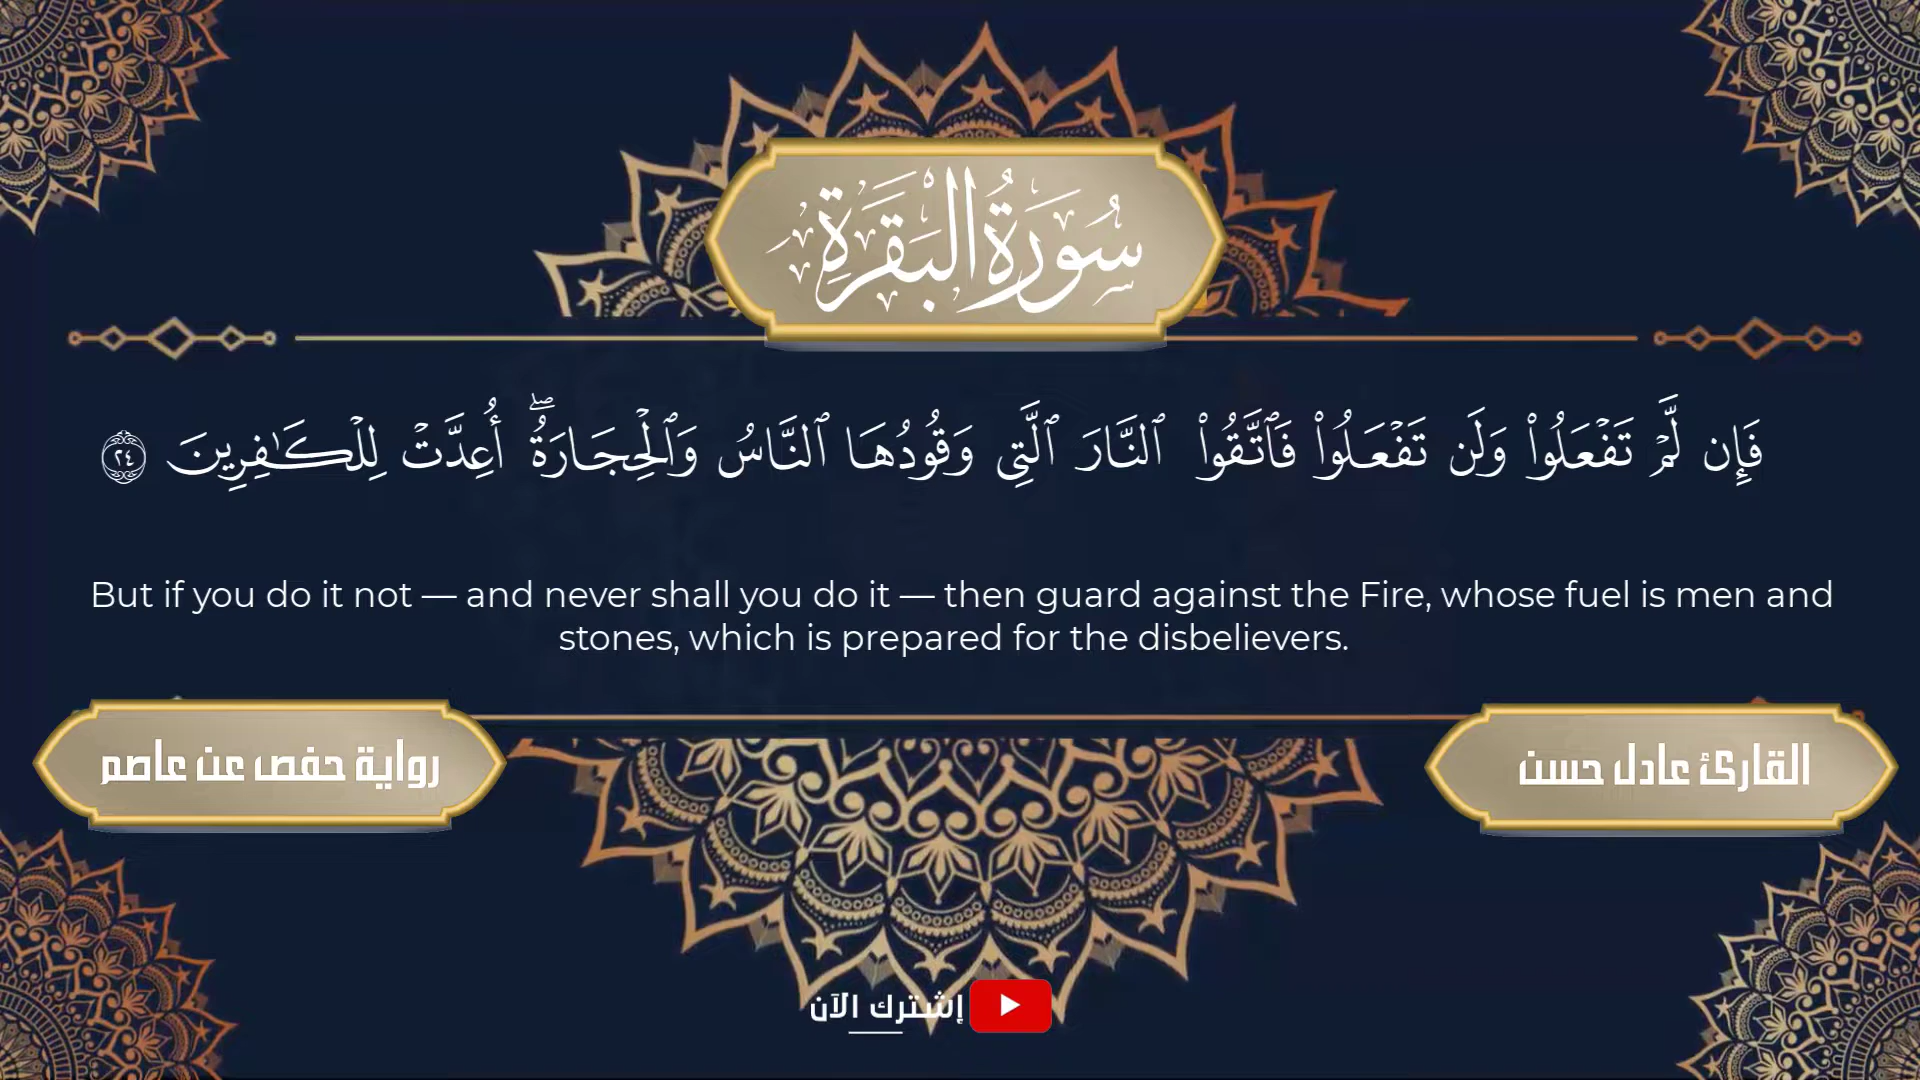 سُورَةُ البَقَرَةِ
فَإِن لَّمۡ تَفۡعَلُواْ وَلَن تَفۡعَلُواْ فَٱتَّقُواْ ٱلنَّارَ ٱلَّتِي وَقُودُهَا ٱلنَّاسُ وَٱلۡحِجَارَةُۖ أُعِدَّتۡ لِلۡكَٰفِرِينَ ٢٤
But if you do it not — and never shall you do it — then guard against the Fire, whose fuel is men and
stones, which is prepared for the disbelievers.
القارئ عادل حسن
رواية حفص عن عاصم
إشترك الآن